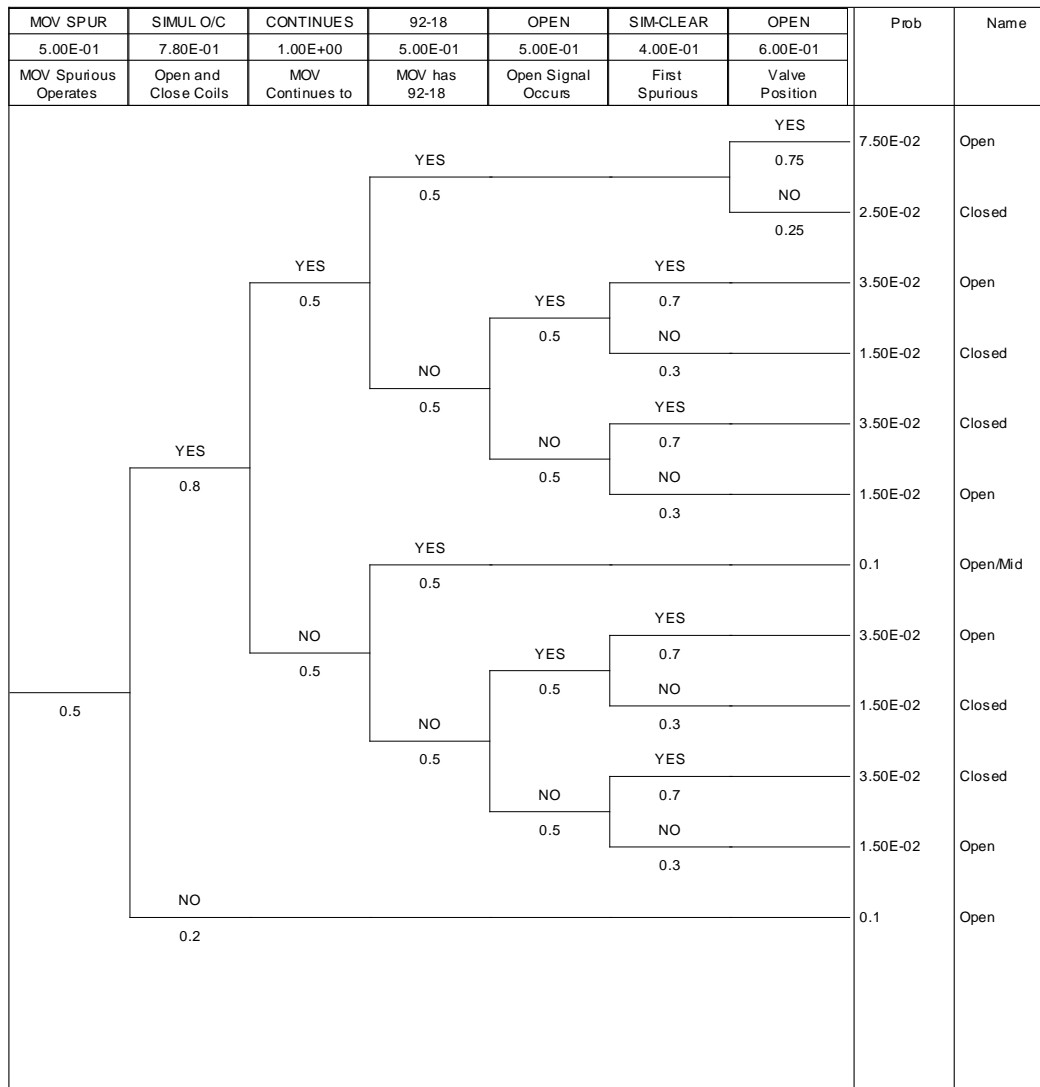 MOV SPUR SIMUL O/C CONTINUES 92-18 OPEN SIM-CLEAR OPEN Prob Name
5.00E-01 7.80E-01 1.00E+00 5.00E-01 5.00E-01 4.00E-01 6.00E-01
MOV Spurious Open and MOV MOV has Open Signal First Valve
Operates Close Coils Continues to 92-18 Occurs Spurious Position
YES
7.50E-02 Open
YES 0.75
0.5 NO
2.50E-02 Closed
0.25
YES YES
3.50E-02 Open
0.5 YES 0.7
0.5 NO
1.50E-02 Closed
NO 0.3
0.5 YES
3.50E-02 Closed
YES NO 0.7
0.8 0.5 NO
1.50E-02 Open
0.3
YES
0.1 Open/Mid
0.5
NO YES
3.50E-02 Open
0.5 YES 0.7
0.5 NO
1.50E-02 Closed
0.5 NO 0.3
0.5 YES
3.50E-02 Closed
NO 0.7
0.5 NO
1.50E-02 Open
0.3
NO
0.1 Open
0.2